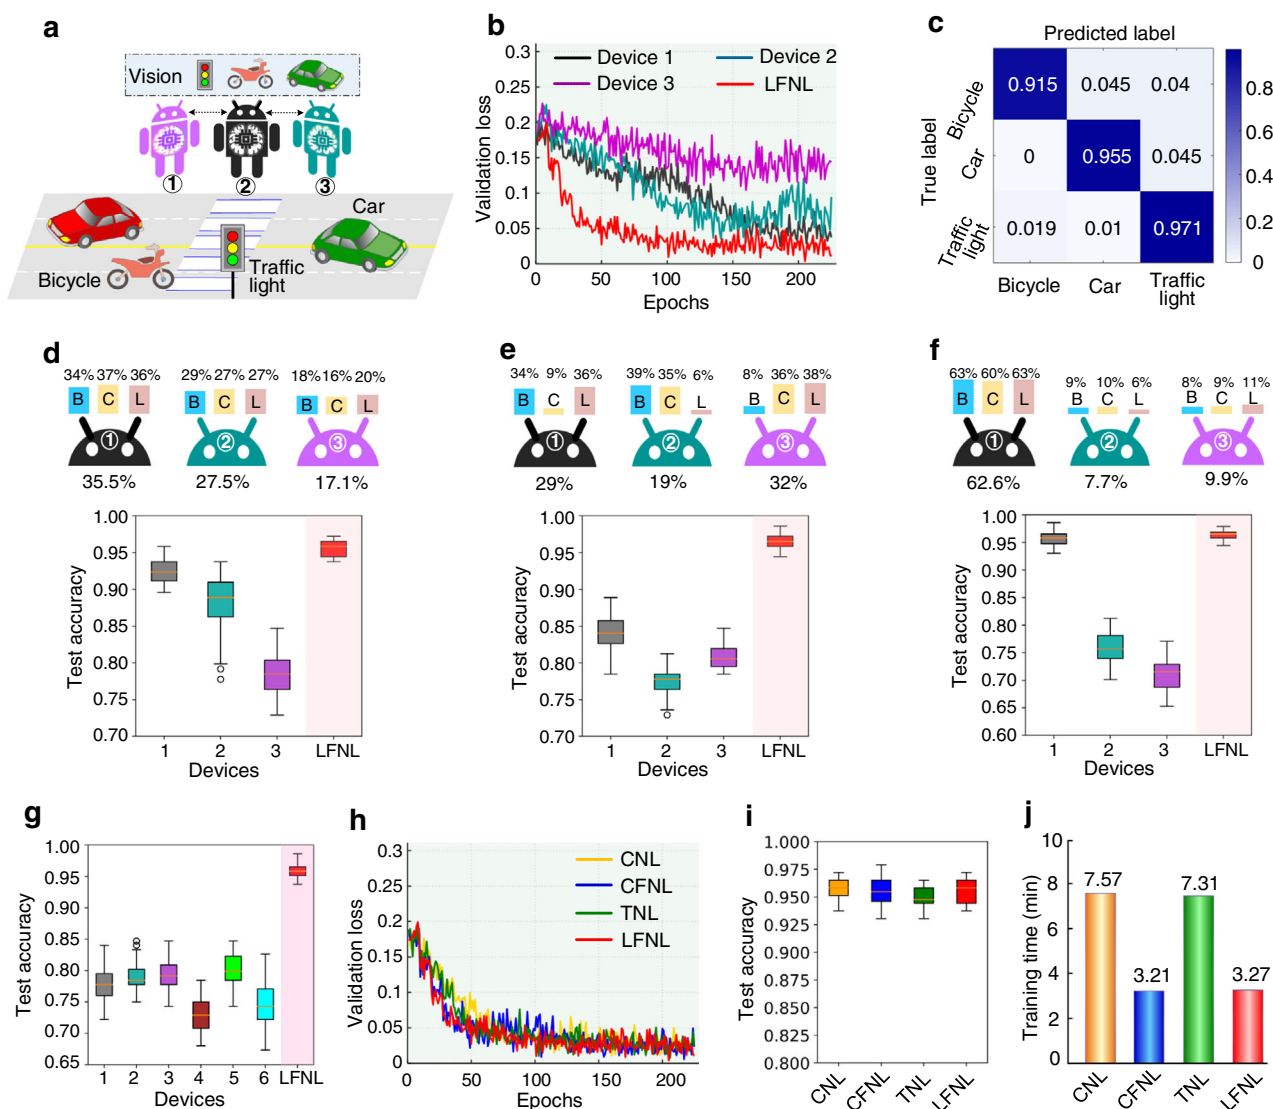 a
Vision
① ② ③
Car
Bicycle
Traffic
light
b
Validation loss
0.3
0.25
0.2
0.15
0.1
0.05
0
Device 1
Device 2
Device 3
LFNL
0 50 100 150 200
Epochs
c
Predicted label
True label
Bicycle 0.915 0.045 0.04
Car 0 0.955 0.045
Traffic
light
0.019 0.01 0.971
Bicycle Car Traffic
light
0.8
0.6
0.4
0.2
0
d
34% 37% 36% 29% 27% 27% 18% 16% 20%
B C L B C L B C L
① ② ③
35.5% 27.5% 17.1%
Test accuracy
1.00
0.95
0.90
0.85
0.80
0.75
0.70
1 2 3 LFNL
Devices
e
34% 9% 36% 39% 35% 6% 8% 36% 38%
B C L B C L B C L
① ② ③
29% 19% 32%
Test accuracy
1.00
0.95
0.90
0.85
0.80
0.75
0.70
1 2 3 LFNL
Devices
f
63% 60% 63% 9% 10% 6% 8% 9% 11%
B C L B C L B C L
① ② ③
62.6% 7.7% 9.9%
Test accuracy
1.00
0.95
0.90
0.85
0.80
0.75
0.70
0.65
0.60
1 2 3 LFNL
Devices
g
Test accuracy
1.00
0.95
0.90
0.85
0.80
0.75
0.70
0.65
1 2 3 4 5 6 LFNL
Devices
h
Validation loss
0.3
0.2
0.15
0.1
0.05
0
CNL
CFNL
TNL
LFNL
0 50 100 150 200
Epochs
i
Test accuracy
1.000
0.975
0.950
0.925
0.900
0.875
0.850
0.825
0.800
CNL CFNL TNL LFNL
j
Training time (min)
10
8
6
4
2
0
7.57 3.21 7.31 3.27
CNL CFNL TNL LFNL